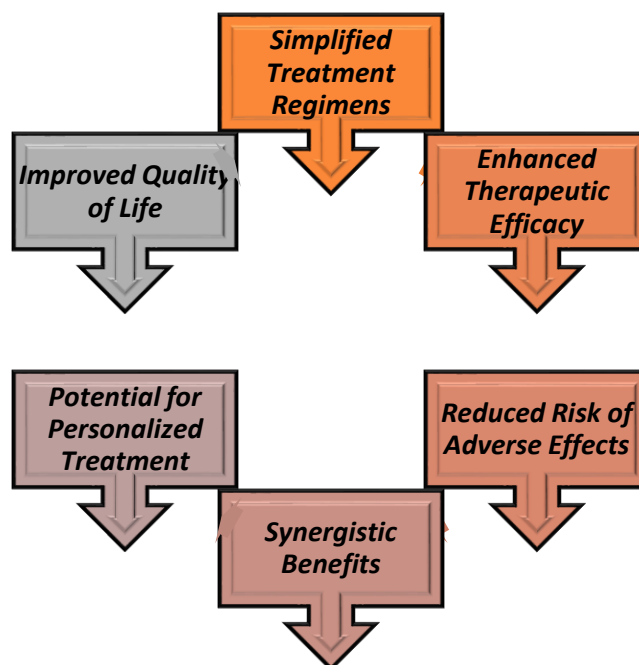 Simplified
Treatment
Regimens
Improved Quality
of Life
Enhanced
Therapeutic
Efficacy
Potential for
Personalized
Treatment
Reduced Risk of
Adverse Effects
Synergistic
Benefits